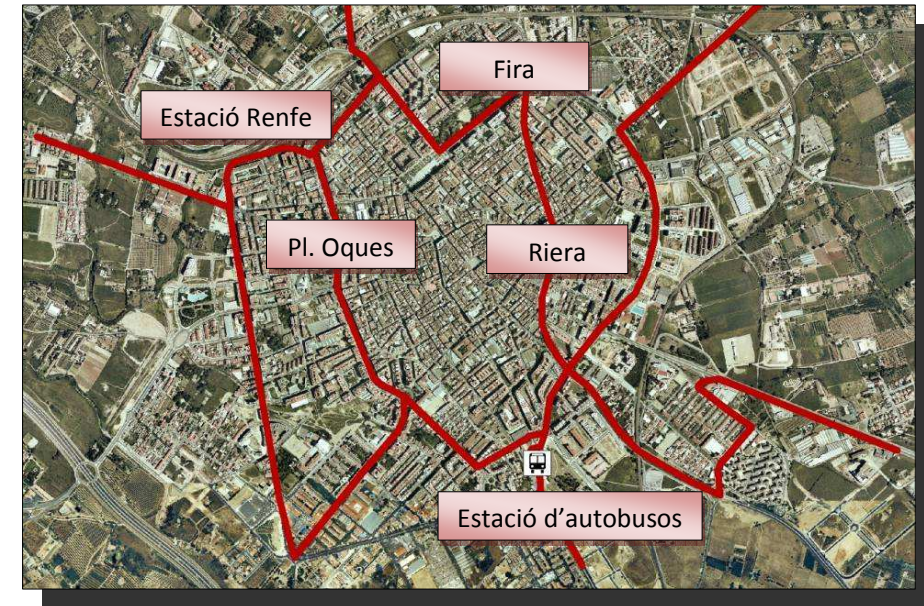 Fira
Estació Renfe
Pl. Oques
Riera
Estació d’autobusos